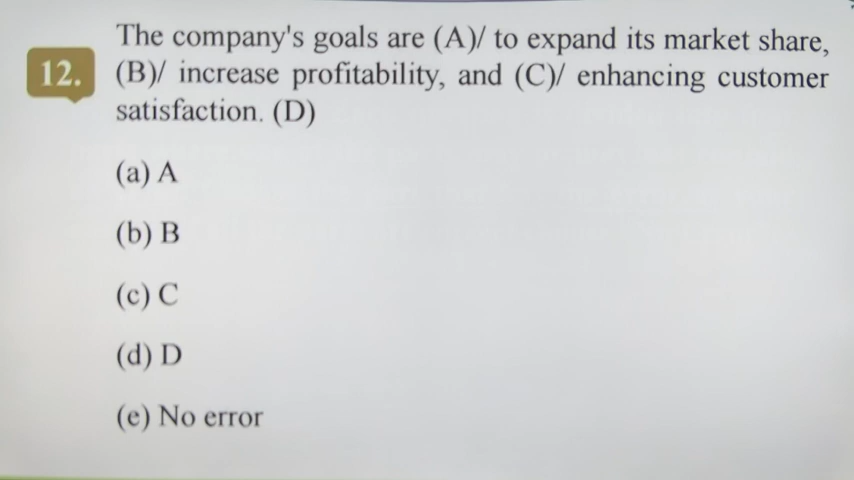 The company's goals are (A)/ to expand its market share,
12. (B)/ increase profitability, and (C)/ enhancing customer
satisfaction. (D)
(a) A
(b) B
(c) C
(d) D
(e) No error